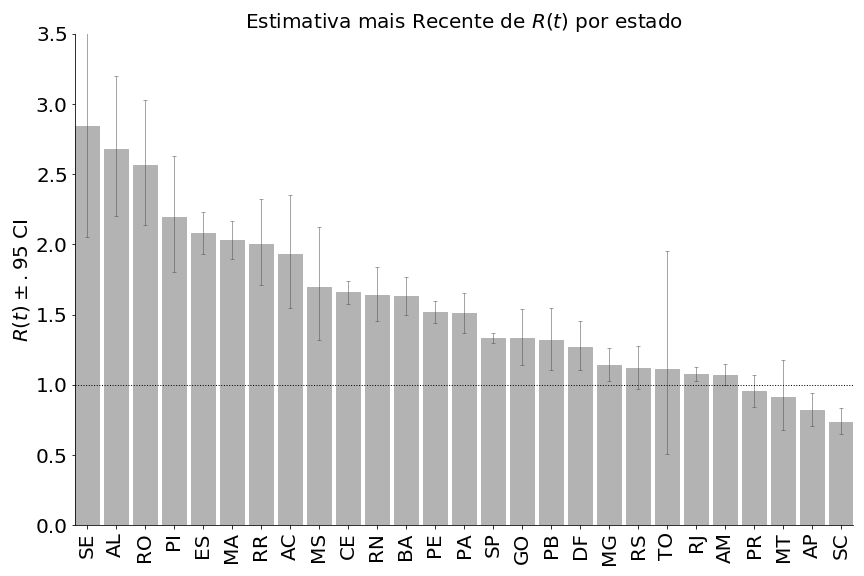 Estimativa mais Recente de R(t) por estado
R(t) ± . 95 CI
3.5
3.0
2.5
2.0
1.5
1.0
0.5
0.0
SE AL RO PI ES MA RR AC MS CE RN BA PE PA SP GO PB DF MG RS TO RJ AM PR MT AP SC